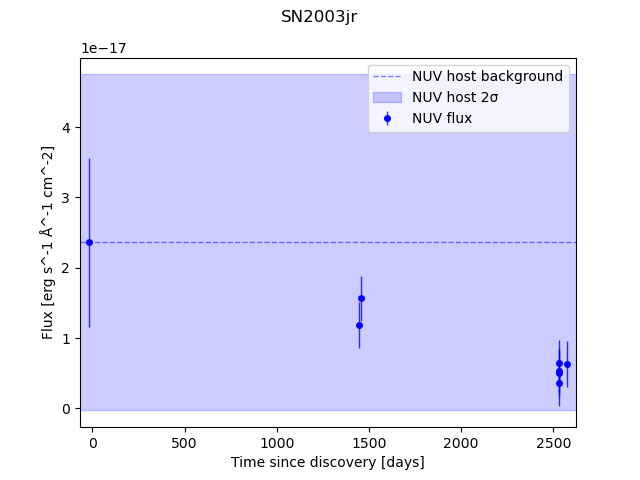 SN2003jr
1e−17
NUV host background
NUV host 2σ
NUV flux
Flux [erg s^-1 Å^-1 cm^-2]
4
3
2
1
0
0 500 1000 1500 2000 2500
Time since discovery [days]